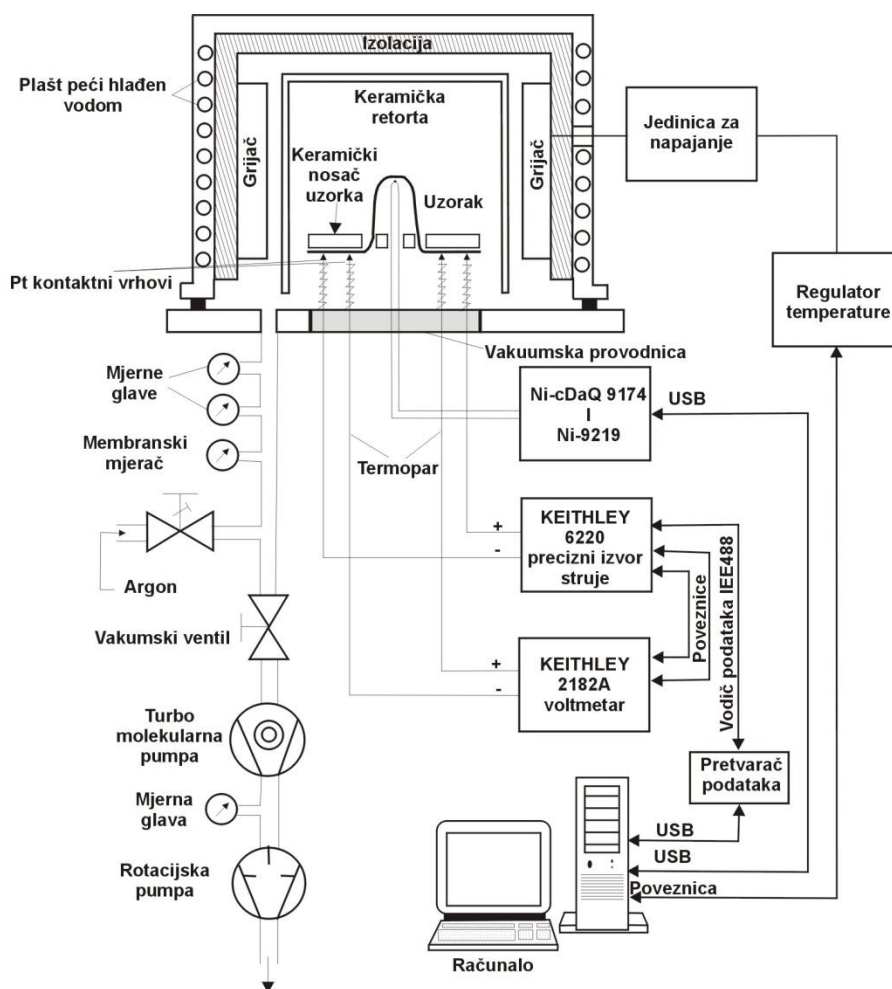 Izolacija
Plašt peći hlađen
vodom
Keramička
retorta
Grijač
Grijač
Jedinica za
napajanje
Keramički
nosač
uzorka
Uzorak
Pt kontaktni vrhovi
Regulator
temperature
Vakuumska provodnica
Mjerne
glave
Ni-cDaQ 9174
I
Ni-9219
USB
Membranski
mjerač
Termopar
+
-
KEITHLEY
6220
precizni izvor
struje
Argon
Poveznice
Vodič podataka IEE488
Vakumski ventil
+
-
KEITHLEY
2182A
voltmetar
Turbo
molekularna
pumpa
Pretvarač
podataka
Mjerna
glava
USB
USB
Rotacijska
pumpa
Poveznica
Računalo